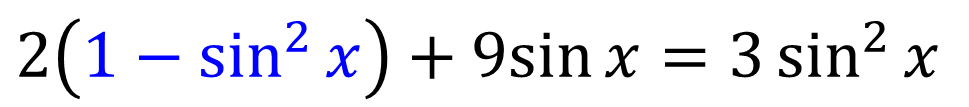 2(1 − sin² x) + 9sin x = 3 sin² x